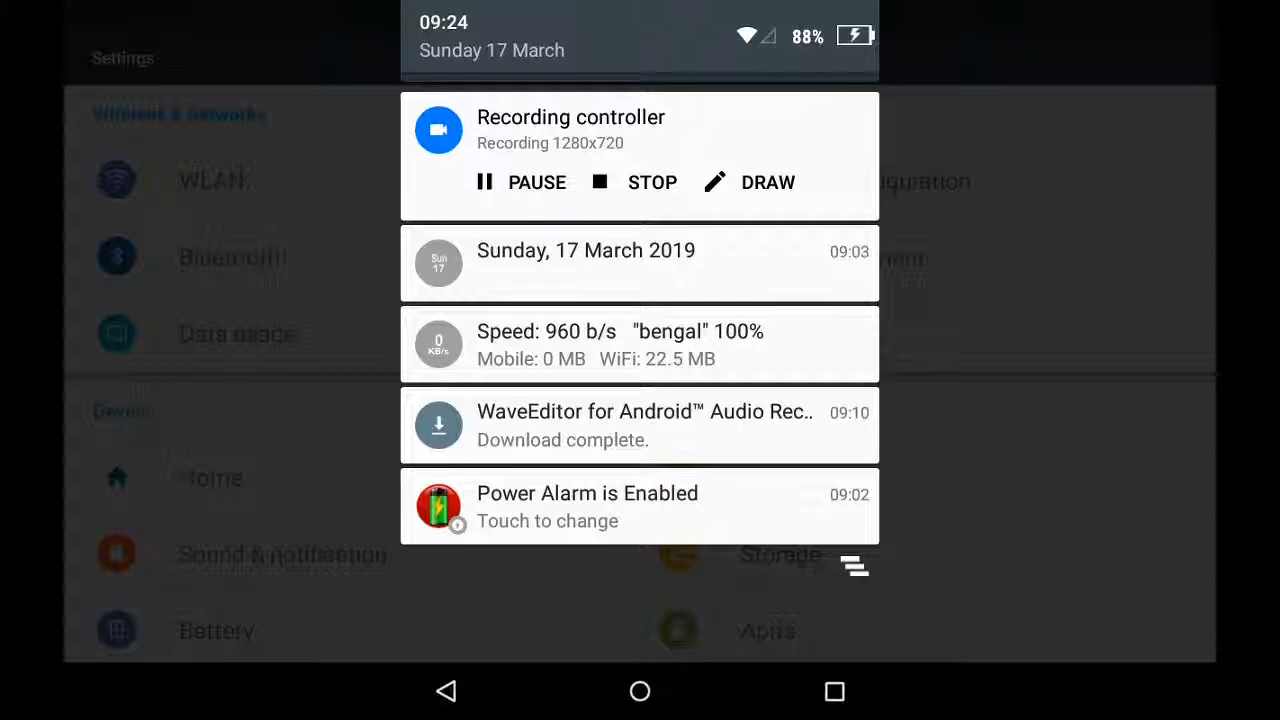 09:24
Sunday 17 March
88%
Settings
Wireless & networks
Recording controller
Recording 1280x720
PAUSE STOP DRAW
WLAN
Sun
17
Sunday, 17 March 2019 09:03
Bluetooth
0
KB/s
Speed: 960 b/s "bengal" 100%
Mobile: 0 MB WiFi: 22.5 MB
Data usage
WaveEditor for Android™ Audio Rec.. 09:10
Download complete.
Device
Home
Power Alarm is Enabled 09:02
Touch to change
Sound & notification
Storage
Battery
Apps